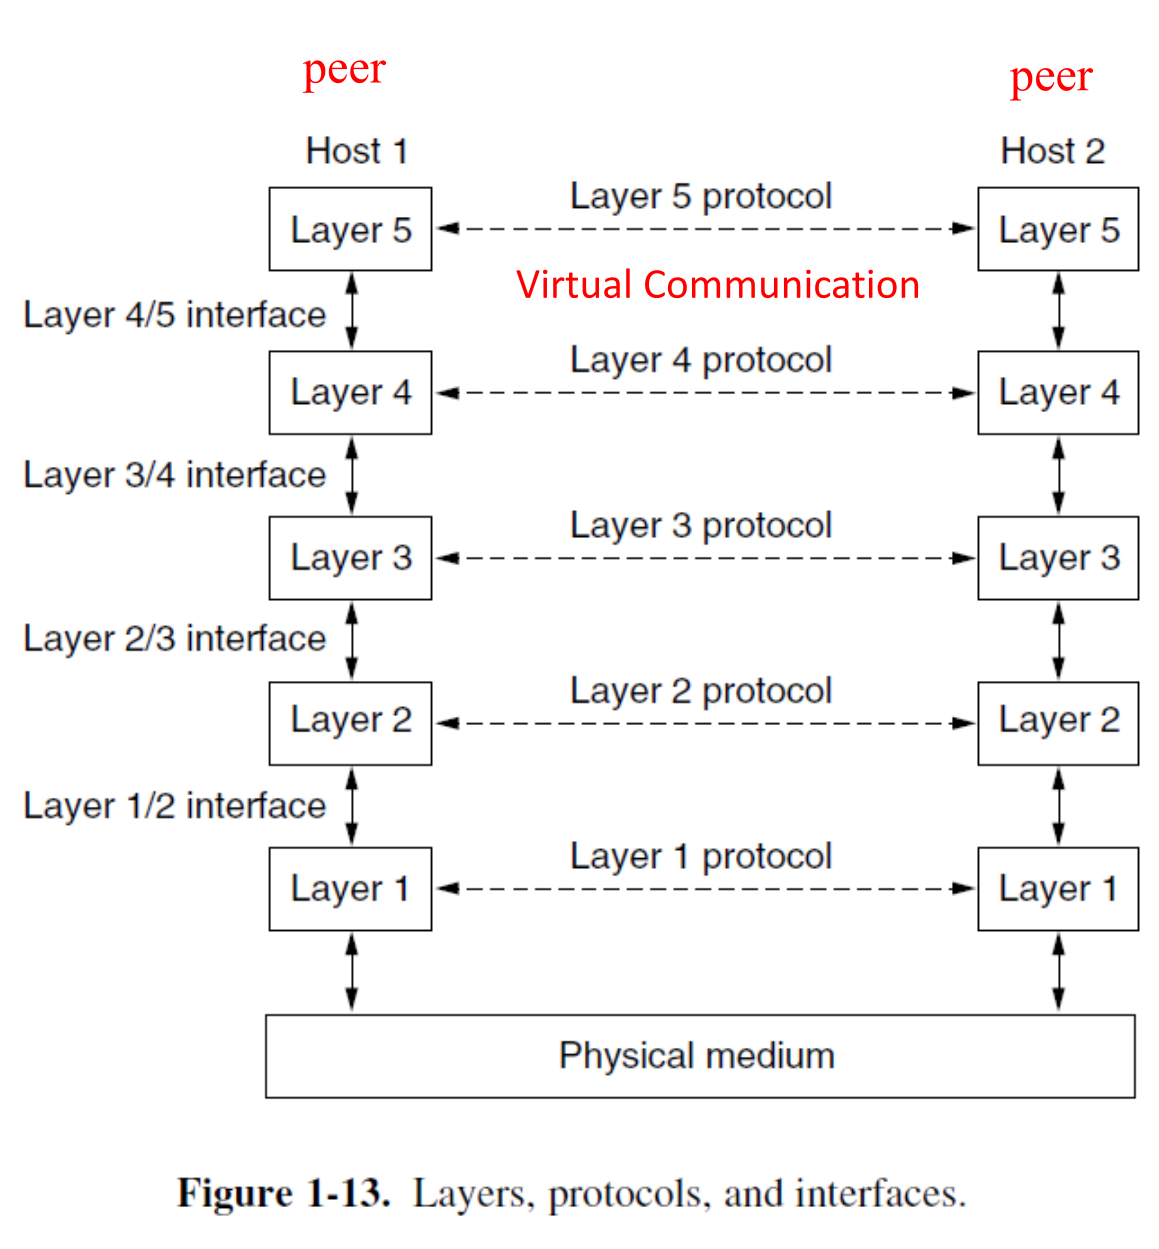 peer
peer
Host 1
Host 2
Layer 5
Layer 5 protocol
Layer 5
Virtual Communication
Layer 4/5 interface
Layer 4
Layer 4 protocol
Layer 4
Layer 3/4 interface
Layer 3
Layer 3 protocol
Layer 3
Layer 2/3 interface
Layer 2
Layer 2 protocol
Layer 2
Layer 1/2 interface
Layer 1
Layer 1 protocol
Layer 1
Physical medium
Figure 1-13. Layers, protocols, and interfaces.